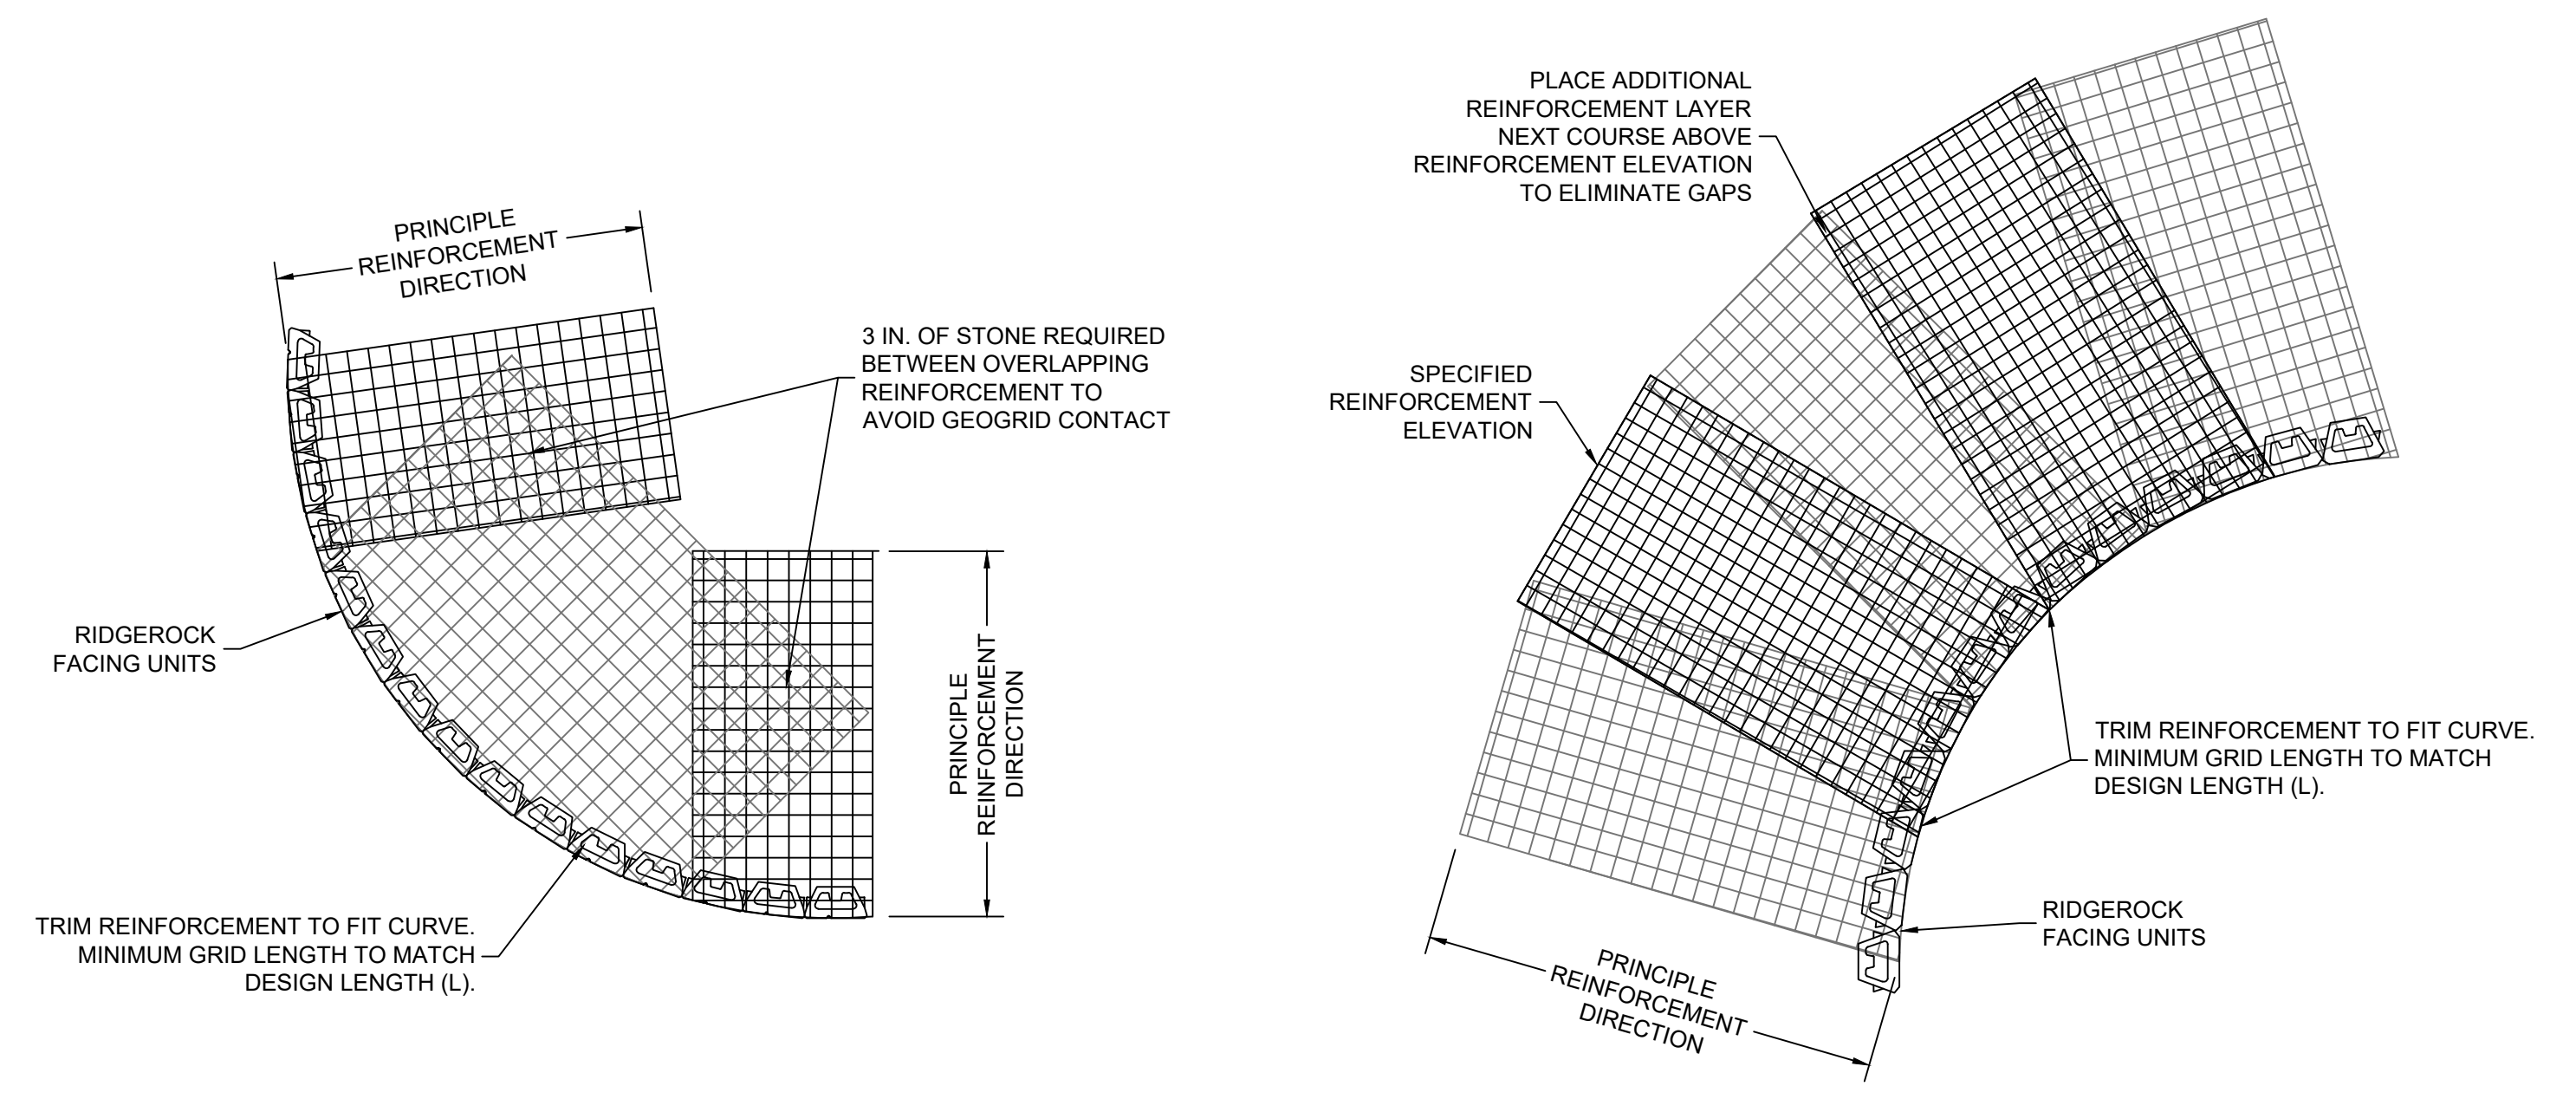 PRINCIPLE
REINFORCEMENT
DIRECTION
3 IN. OF STONE REQUIRED
BETWEEN OVERLAPPING
REINFORCEMENT TO
AVOID GEOGRID CONTACT
RIDGEROCK
FACING UNITS
PRINCIPLE
REINFORCEMENT
DIRECTION
TRIM REINFORCEMENT TO FIT CURVE.
MINIMUM GRID LENGTH TO MATCH
DESIGN LENGTH (L).
PLACE ADDITIONAL
REINFORCEMENT LAYER
NEXT COURSE ABOVE
REINFORCEMENT ELEVATION
TO ELIMINATE GAPS
SPECIFIED
REINFORCEMENT
ELEVATION
TRIM REINFORCEMENT TO FIT CURVE.
MINIMUM GRID LENGTH TO MATCH
DESIGN LENGTH (L).
RIDGEROCK
FACING UNITS
PRINCIPLE
REINFORCEMENT
DIRECTION